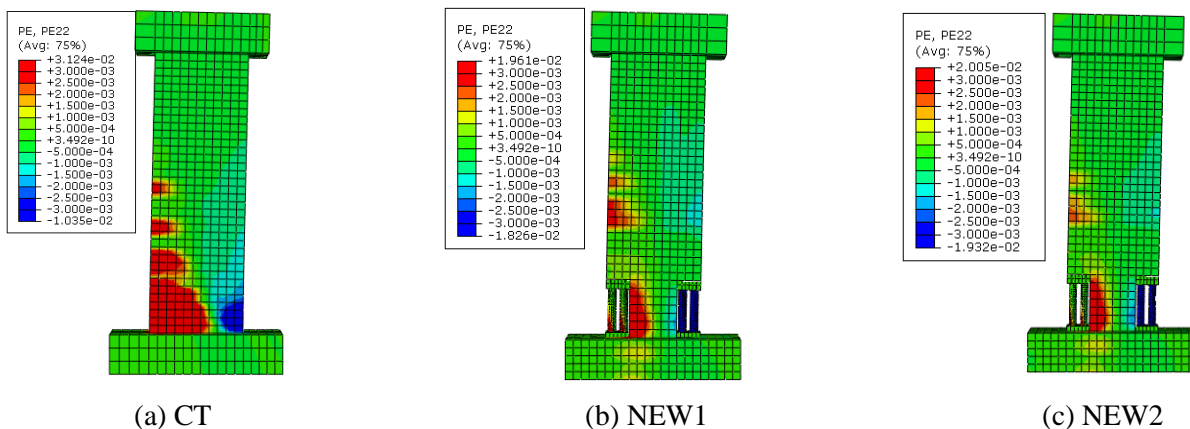 PE, PE22
(Avg: 75%)
+3.124e-02
+3.000e-03
+2.500e-03
+2.000e-03
+1.500e-03
+1.000e-03
+5.000e-04
+3.492e-10
-5.000e-04
-1.000e-03
-1.500e-03
-2.000e-03
-2.500e-03
-3.000e-03
-1.035e-02
PE, PE22
(Avg: 75%)
+1.961e-02
+3.000e-03
+2.500e-03
+2.000e-03
+1.500e-03
+1.000e-03
+5.000e-04
+3.492e-10
-5.000e-04
-1.000e-03
-1.500e-03
-2.000e-03
-2.500e-03
-3.000e-03
-1.826e-02
PE, PE22
(Avg: 75%)
+2.005e-02
+3.000e-03
+2.500e-03
+2.000e-03
+1.500e-03
+1.000e-03
+5.000e-04
+3.492e-10
-5.000e-04
-1.000e-03
-1.500e-03
-2.000e-03
-2.500e-03
-3.000e-03
-1.932e-02
(a) CT
(b) NEW1
(c) NEW2